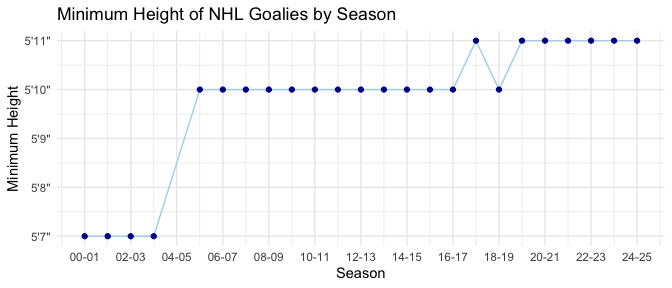 Minimum Height of NHL Goalies by Season
Minimum Height
5'11"
5'10"
5'9"
5'8"
5'7"
00-01 02-03 04-05 06-07 08-09 10-11 12-13 14-15 16-17 18-19 20-21 22-23 24-25
Season